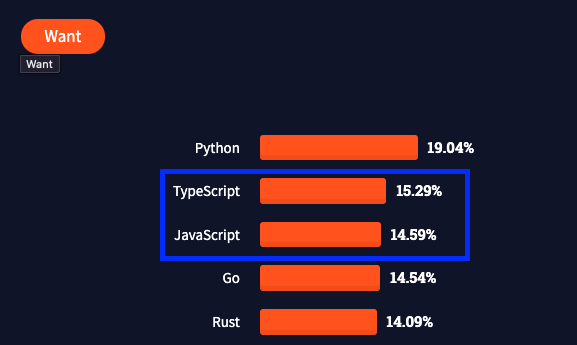 Want
Want
Python 19.04%
TypeScript 15.29%
JavaScript 14.59%
Go 14.54%
Rust 14.09%